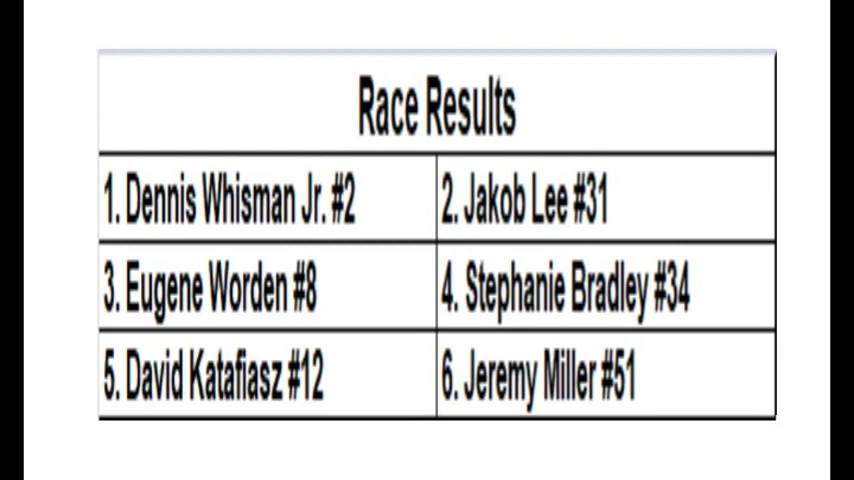 Race Results
1. Dennis Whisman Jr. #2
2. Jakob Lee #31
3. Eugene Worden #8
4. Stephanie Bradley #34
5. David Katafiasz #12
6. Jeremy Miller #51